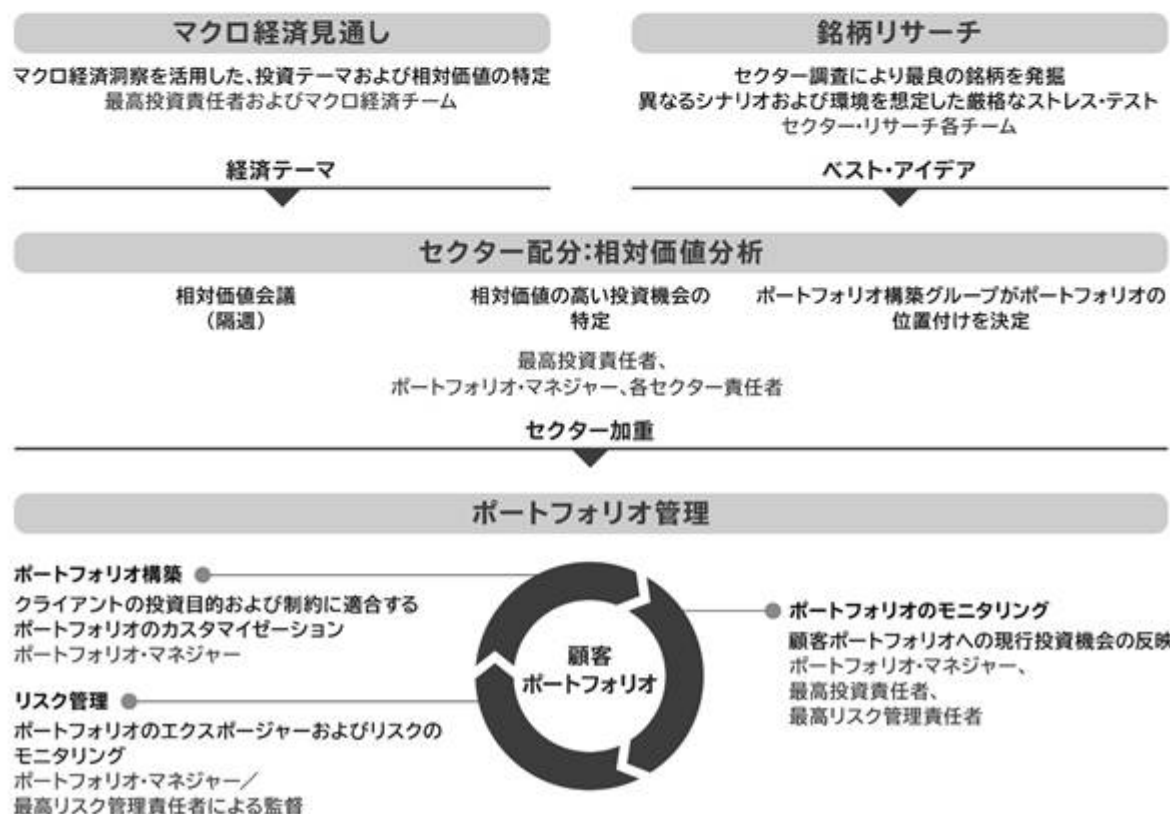 マクロ経済見通し
マクロ経済洞察を活用した、投資テーマおよび相対価値の特定
最高投資責任者およびマクロ経済チーム
経済テーマ
銘柄リサーチ
セクター調査により最良の銘柄を発掘
異なるシナリオおよび環境を想定した厳格なストレス・テスト
セクター・リサーチ各チーム
ベスト・アイデア
セクター配分：相対価値分析
相対価値会議
（隔週）
相対価値の高い投資機会の
特定
ポートフォリオ構築グループがポートフォリオの
位置付けを決定
最高投資責任者、
ポートフォリオ・マネジャー、各セクター責任者
セクター加重
ポートフォリオ管理
ポートフォリオ構築
クライアントの投資目的および制約に適合する
ポートフォリオのカスタマイゼーション
ポートフォリオ・マネジャー
リスク管理
ポートフォリオのエクスポージャーおよびリスクの
モニタリング
ポートフォリオ・マネジャー／
最高リスク管理責任者による監督
顧客
ポートフォリオ
ポートフォリオのモニタリング
顧客ポートフォリオへの現行投資機会の反映
ポートフォリオ・マネジャー、
最高投資責任者、
最高リスク管理責任者